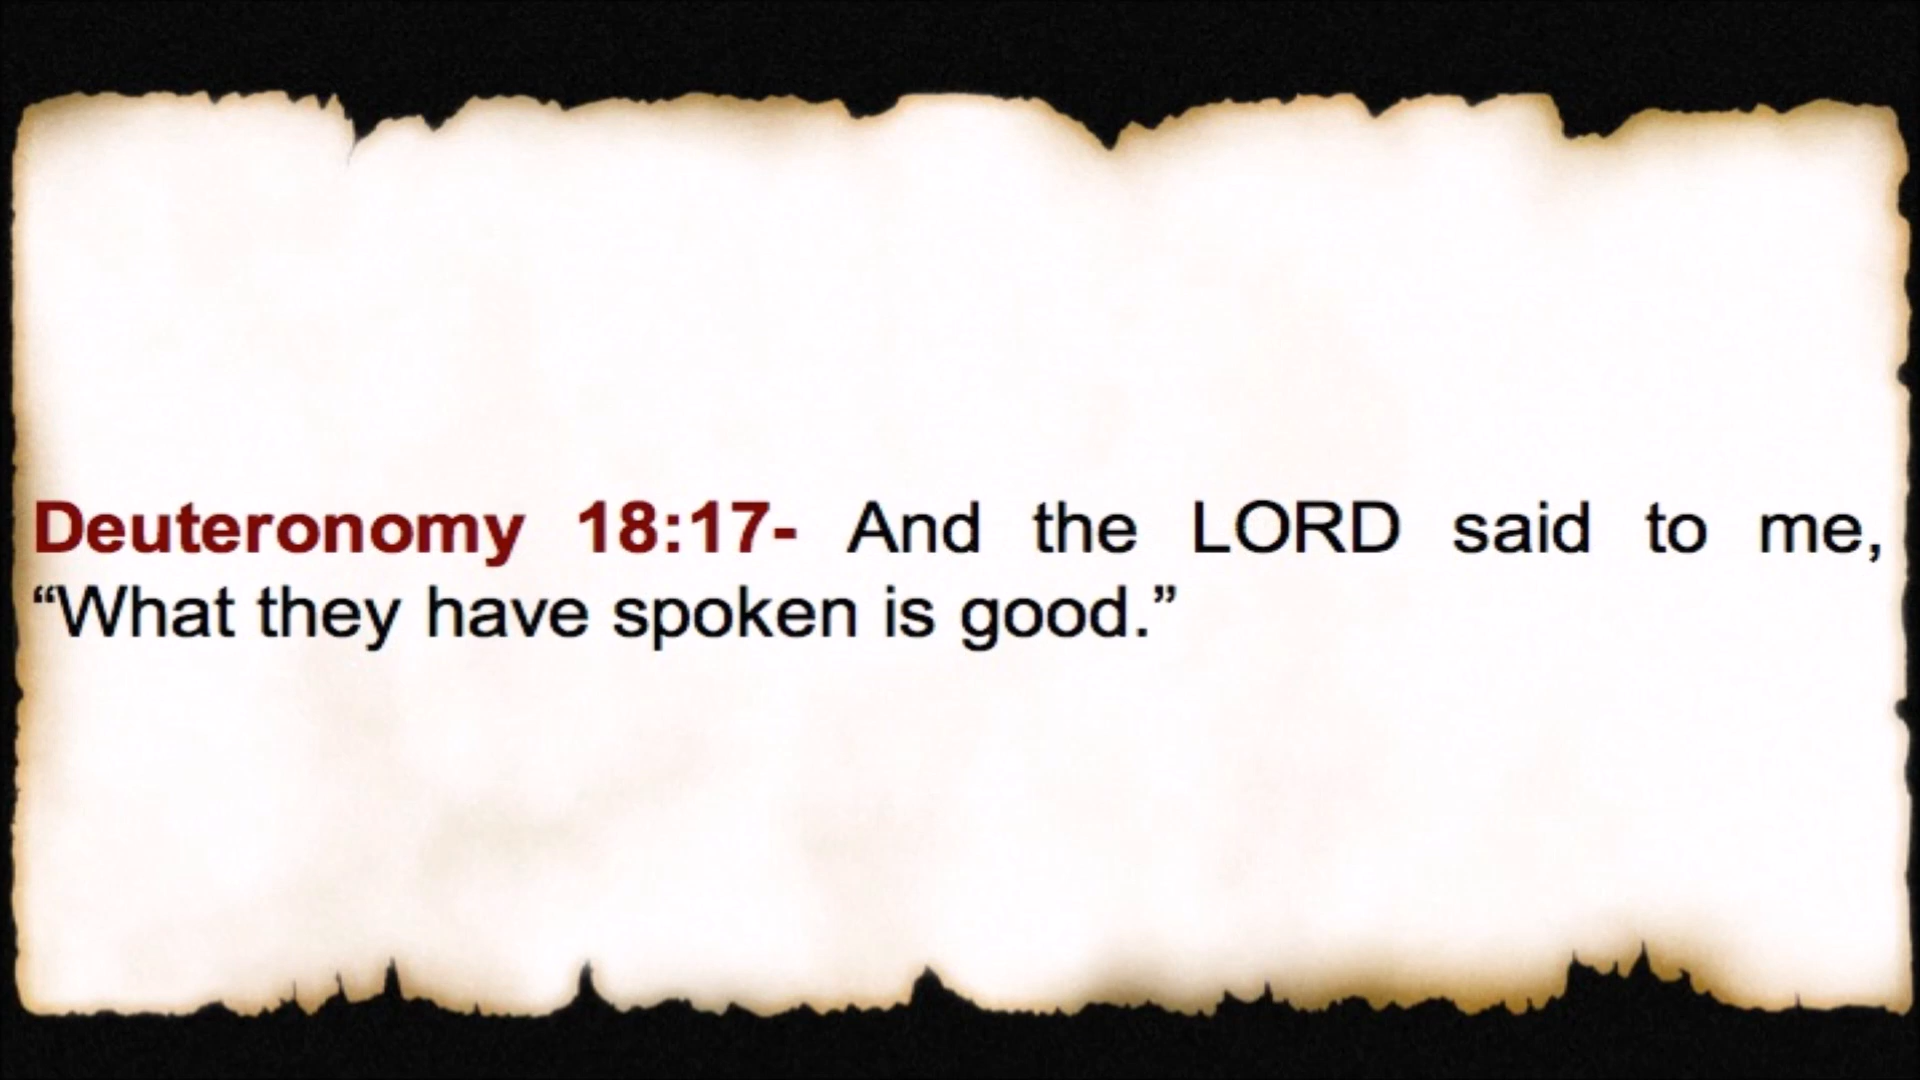 Deuteronomy 18:17- And the LORD said to me,
“What they have spoken is good.”